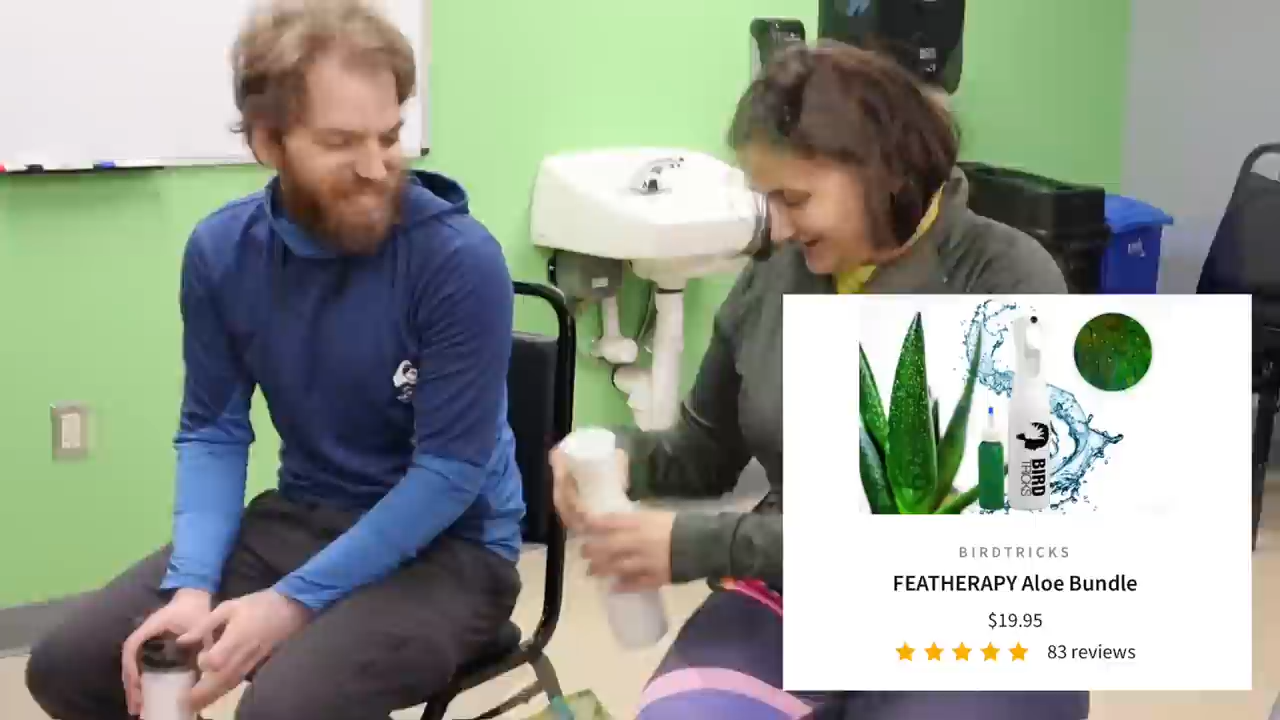 BIRD
TRICKS
BIRDTRICKS
FEATHERAPY Aloe Bundle
$19.95
83 reviews